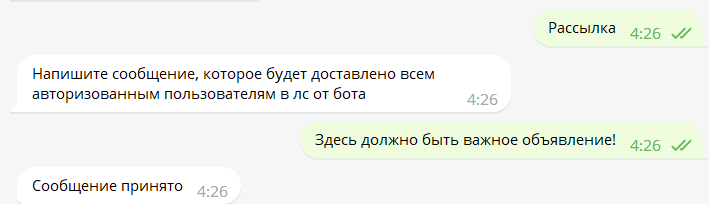 Рассылка 4:26
Напишите сообщение, которое будет доставлено всем
авторизованным пользователям в лс от бота 4:26
Здесь должно быть важное объявление! 4:26
Сообщение принято 4:26